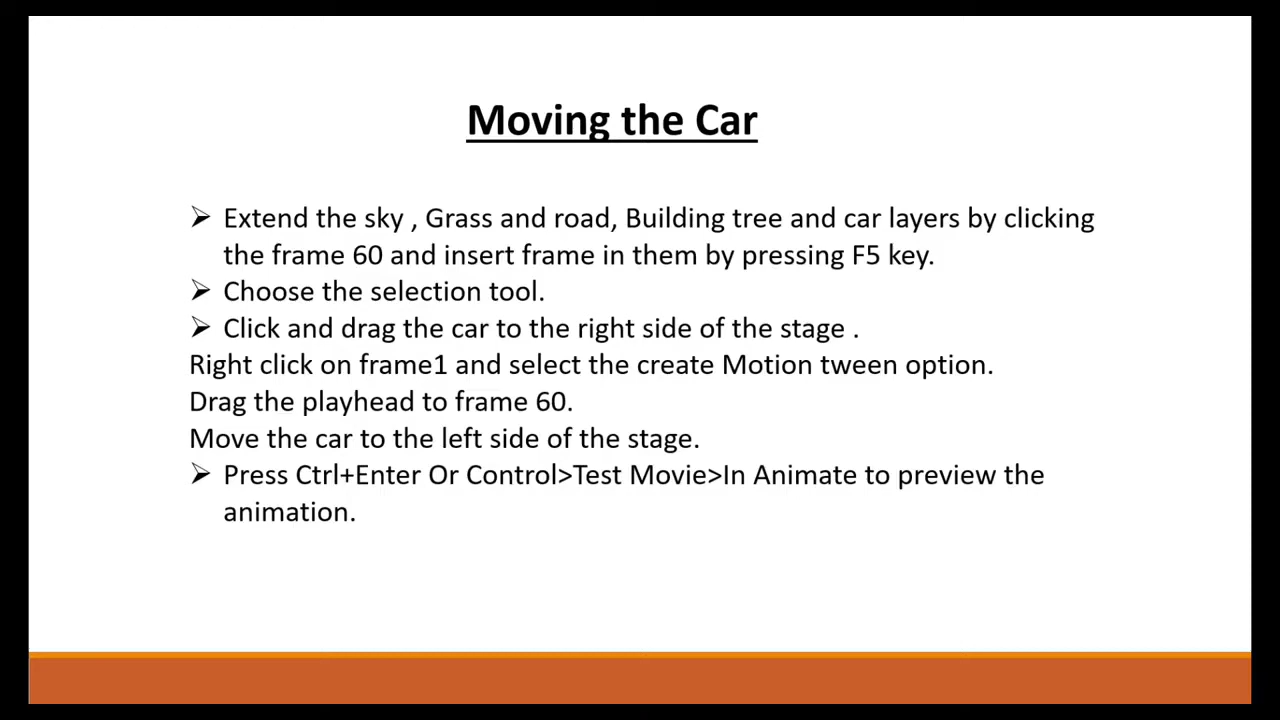 Moving the Car
➢ Extend the sky , Grass and road, Building tree and car layers by clicking
the frame 60 and insert frame in them by pressing F5 key.
➢ Choose the selection tool.
➢ Click and drag the car to the right side of the stage .
Right click on frame1 and select the create Motion tween option.
Drag the playhead to frame 60.
Move the car to the left side of the stage.
➢ Press Ctrl+Enter Or Control>Test Movie>In Animate to preview the
animation.